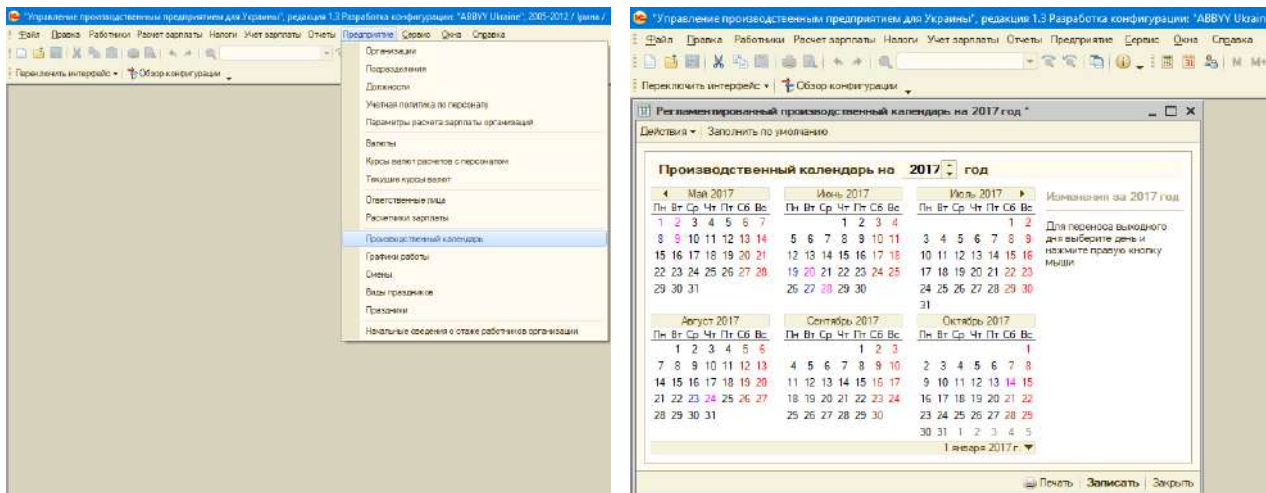 "Управление производственным предприятием для Украины", редакция 1.3 Разработка конфигурации: "ABBYY Ukraine", 2005-2012 /
Файл Правка Работники Расчет зарплаты Налоги Учет зарплаты Отчеты Предприятие Сервис Окна Справка
Переключить интерфейс Обзор конфигурации
Организации
Подразделения
Должности
Учетная политика по персоналу
Параметры расчета зарплаты организаций
Валюты
Курсы валют расчетов с персоналом
Текущие курсы валют
Ответственные лица
Расчетчики зарплаты
Производственный календарь
Графики работы
Смены
Виды праздников
Праздники
Начальные сведения о стаже работников организации
"Управление производственным предприятием для Украины", редакция 1.3 Разработка конфигурации: "ABBYY Ukrain
Файл Правка Работники Расчет зарплаты Налоги Учет зарплаты Отчеты Предприятие Сервис Окна Справка
M M+
Переключить интерфейс Обзор конфигурации
Регламентированный производственный календарь на 2017 год *
Действия Заполнить по умолчанию
Производственный календарь на 2017 год
Май 2017 Июнь 2017 Июль 2017 Изменения за 2017 год
Пн Вт Ср Чт Пт Сб Вс Пн Вт Ср Чт Пт Сб Вс Пн Вт Ср Чт Пт Сб Вс
1 2 3 4 5 6 7 1 2 3 4 1 2 Для переноса выходного
8 9 10 11 12 13 14 5 6 7 8 9 10 11 3 4 5 6 7 8 9 дня выберите день и
15 16 17 18 19 20 21 12 13 14 15 16 17 18 10 11 12 13 14 15 16 нажмите правую кнопку
22 23 24 25 26 27 28 19 20 21 22 23 24 25 17 18 19 20 21 22 23 мыши
29 30 31 26 27 28 29 30 24 25 26 27 28 29 30
31
Август 2017 Сентябрь 2017 Октябрь 2017
Пн Вт Ср Чт Пт Сб Вс Пн Вт Ср Чт Пт Сб Вс Пн Вт Ср Чт Пт Сб Вс
1 2 3 4 5 6 1 2 3 1
7 8 9 10 11 12 13 4 5 6 7 8 9 10 2 3 4 5 6 7 8
14 15 16 17 18 19 20 11 12 13 14 15 16 17 9 10 11 12 13 14 15
21 22 23 24 25 26 27 18 19 20 21 22 23 24 16 17 18 19 20 21 22
28 29 30 31 25 26 27 28 29 30 23 24 25 26 27 28 29
30 31 1 2 3 4 5
1 января 2017 г.
Печать Записать Закрыть